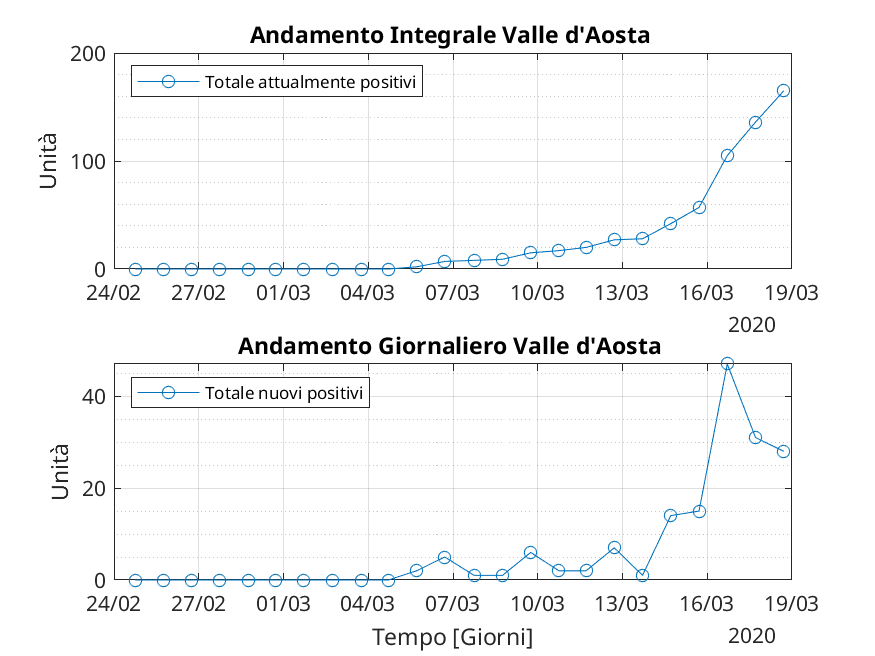 Andamento Integrale Valle d'Aosta
200
Totale attualmente positivi
Unità
100
0
24/02 27/02 01/03 04/03 07/03 10/03 13/03 16/03 19/03
2020
Andamento Giornaliero Valle d'Aosta
Totale nuovi positivi
40
Unità
20
0
24/02 27/02 01/03 04/03 07/03 10/03 13/03 16/03 19/03
Tempo [Giorni]
2020